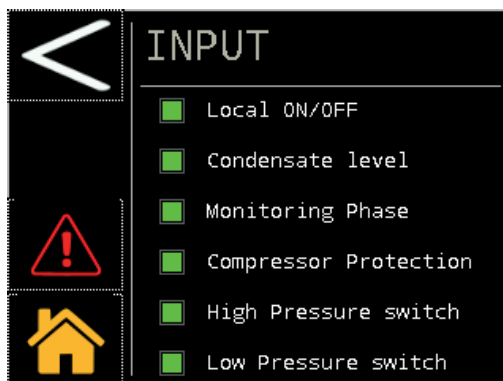 INPUT
Local ON/OFF
Condensate level
Monitoring Phase
Compressor Protection
High Pressure switch
Low Pressure switch